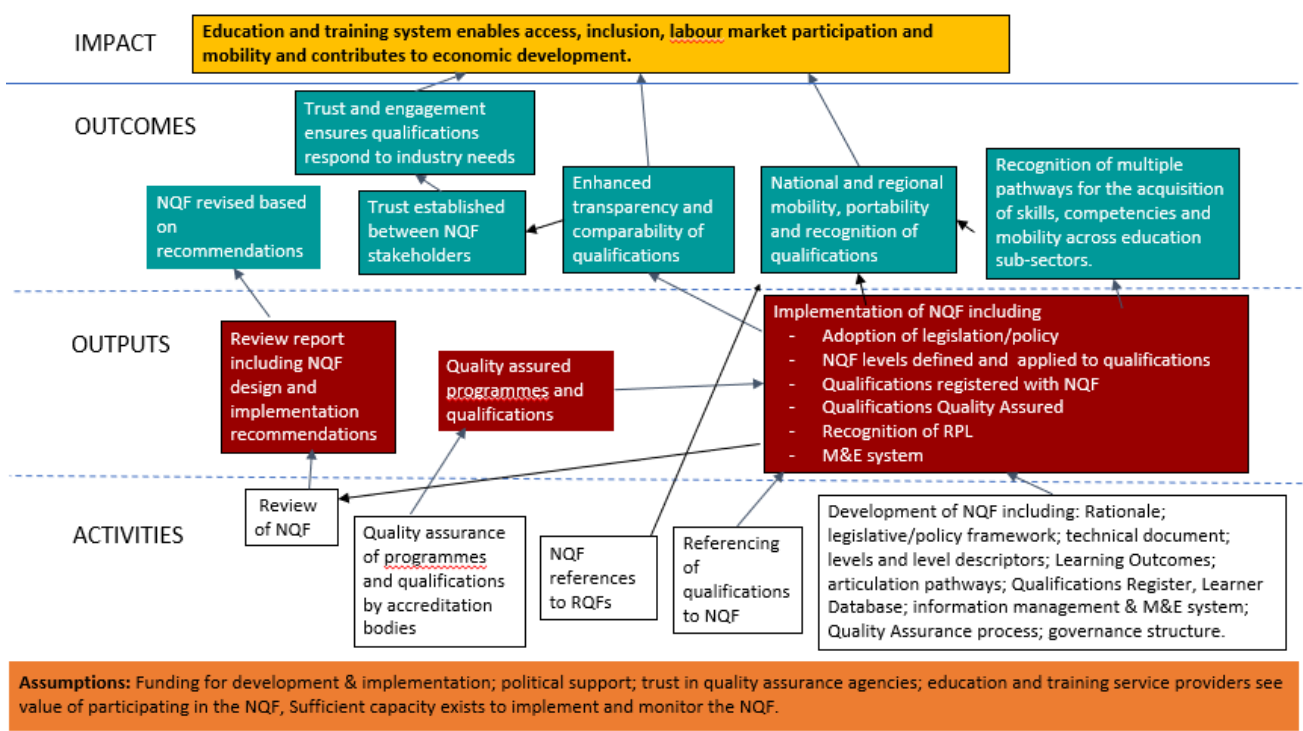 IMPACT
Education and training system enables access, inclusion, labour market participation and
mobility and contributes to economic development.
OUTCOMES
Trust and engagement
ensures qualifications
respond to industry needs
NQF revised based
on
recommendations
Trust established
between NQF
stakeholders
Enhanced
transparency and
comparability of
qualifications
National and regional
mobility, portability
and recognition of
qualifications
Recognition of multiple
pathways for the acquisition
of skills, competencies and
mobility across education
sub-sectors.
OUTPUTS
Review report
including NQF
design and
implementation
recommendations
Quality assured
programmes and
qualifications
Implementation of NQF including
- Adoption of legislation/policy
- NQF levels defined and applied to qualifications
- Qualifications registered with NQF
- Qualifications Quality Assured
- Recognition of RPL
- M&E system
ACTIVITIES
Review
of NQF
Quality assurance
of programmes
and qualifications
by accreditation
bodies
NQF
references
to RQFs
Referencing
of
qualifications
to NQF
Development of NQF including: Rationale;
legislative/policy framework; technical document;
levels and level descriptors; Learning Outcomes;
articulation pathways; Qualifications Register, Learner
Database; information management & M&E system;
Quality Assurance process; governance structure.
Assumptions: Funding for development & implementation; political support; trust in quality assurance agencies; education and training service providers see
value of participating in the NQF, Sufficient capacity exists to implement and monitor the NQF.